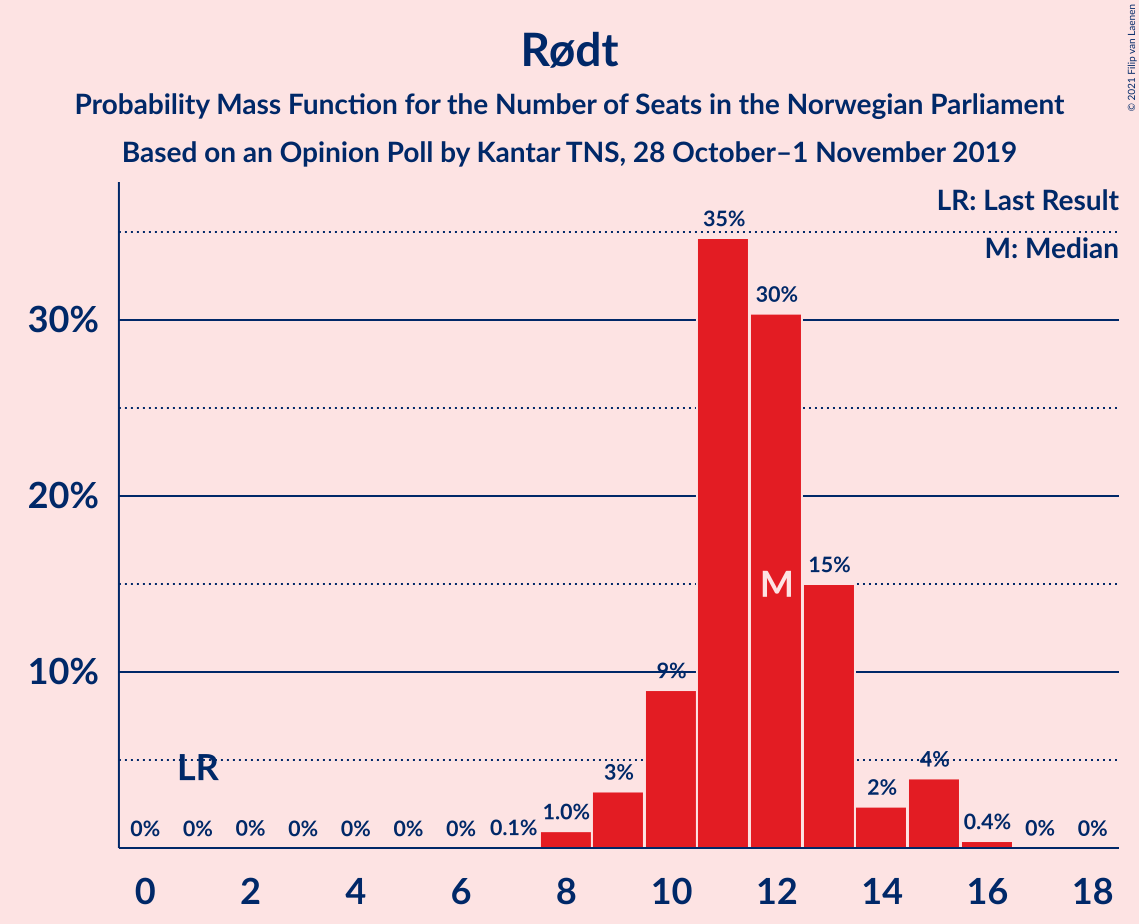 © 2021 Filip van Laenen
Rødt
Probability Mass Function for the Number of Seats in the Norwegian Parliament
Based on an Opinion Poll by Kantar TNS, 28 October–1 November 2019
LR: Last Result
M: Median
35%
30%
30%
20%
15%
M
10%
9%
LR
4%
3%
2%
1.0%
0.4%
0% 0% 0% 0% 0% 0% 0% 0.1% 0% 0%
0 2 4 6 8 10 12 14 16 18